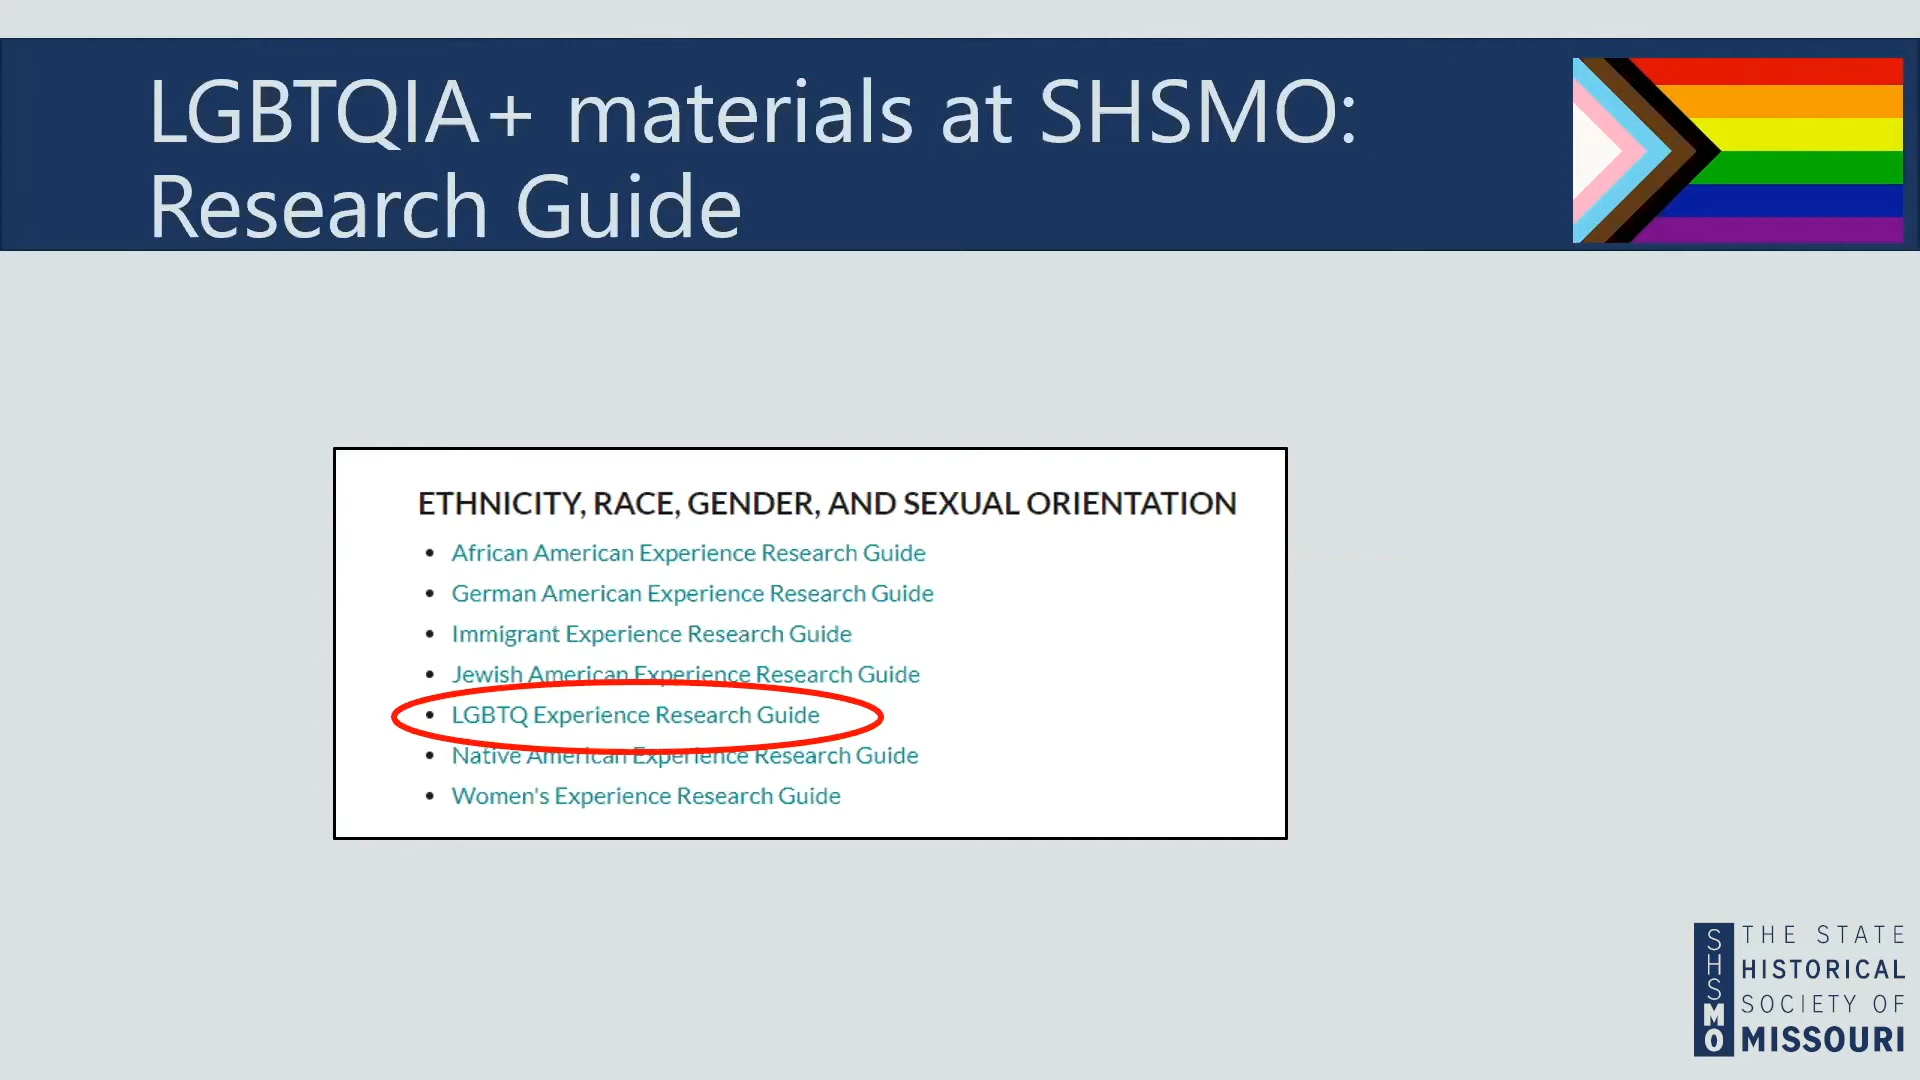 LGBTQIA+ materials at SHSMO:
Research Guide
ETHNICITY, RACE, GENDER, AND SEXUAL ORIENTATION
• African American Experience Research Guide
• German American Experience Research Guide
• Immigrant Experience Research Guide
• Jewish American Experience Research Guide
• LGBTQ Experience Research Guide
• Native American Experience Research Guide
• Women's Experience Research Guide
SHSMO
THE STATE
HISTORICAL
SOCIETY OF
MISSOURI